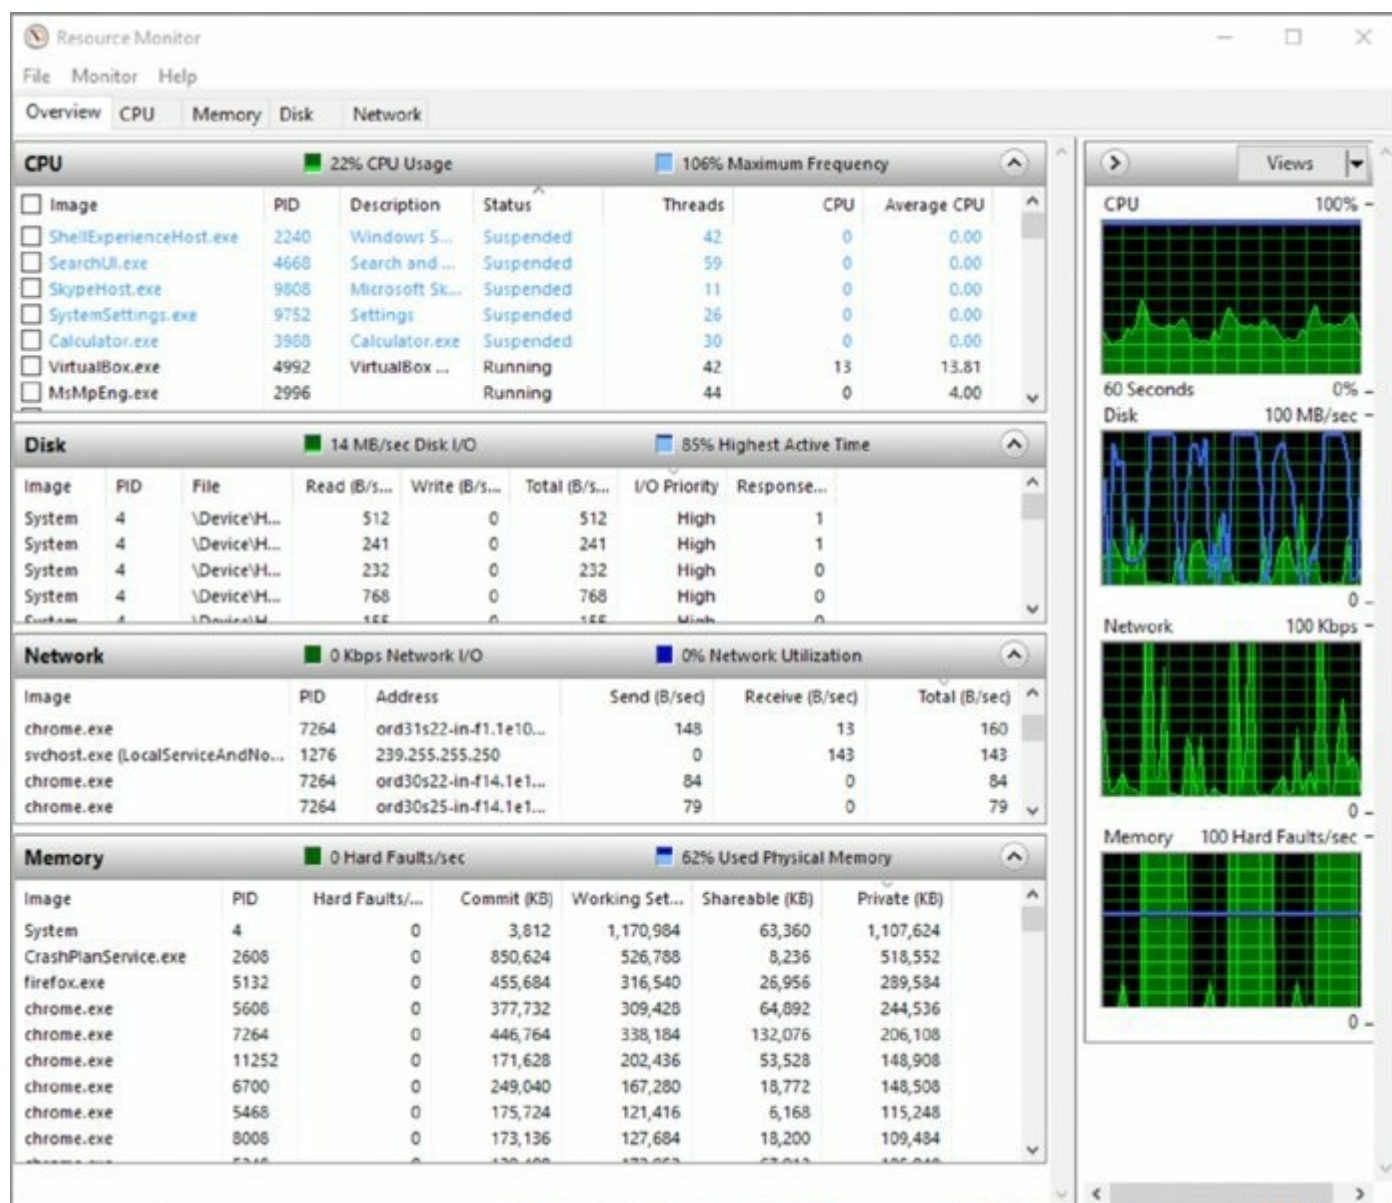 Resource Monitor
File Monitor Help
Overview CPU Memory Disk Network
CPU 22% CPU Usage 106% Maximum Frequency
Image PID Description Status Threads CPU Average CPU
ShellExperienceHost.exe 2240 Windows S... Suspended 42 0 0.00
SearchUI.exe 4668 Search and ... Suspended 59 0 0.00
SkypeHost.exe 9808 Microsoft Sk... Suspended 11 0 0.00
SystemSettings.exe 9752 Settings Suspended 26 0 0.00
Calculator.exe 3988 Calculator.exe Suspended 30 0 0.00
VirtualBox.exe 4992 VirtualBox ... Running 42 13 13.81
MsMpEng.exe 2996 Running 44 0 4.00
Disk 14 MB/sec Disk I/O 85% Highest Active Time
Image PID File Read (B/s... Write (B/s... Total (B/s... I/O Priority Response...
System 4 \Device\H... 512 0 512 High 1
System 4 \Device\H... 241 0 241 High 1
System 4 \Device\H... 232 0 232 High 0
System 4 \Device\H... 768 0 768 High 0
System 4 \Device\H... 155 0 155 High 0
Network 0 Kbps Network I/O 0% Network Utilization
Image PID Address Send (B/sec) Receive (B/sec) Total (B/sec)
chrome.exe 7264 ord31s22-in-f1.1e10... 148 13 160
svchost.exe (LocalServiceAndNo... 1276 239.255.255.250 0 143 143
chrome.exe 7264 ord30s22-in-f14.1e1... 84 0 84
chrome.exe 7264 ord30s25-in-f14.1e1... 79 0 79
Memory 0 Hard Faults/sec 62% Used Physical Memory
Image PID Hard Faults/... Commit (KB) Working Set... Shareable (KB) Private (KB)
System 4 0 3,812 1,170,984 63,360 1,107,624
CrashPlanService.exe 2608 0 850,624 526,788 8,236 518,552
firefox.exe 5132 0 455,684 316,540 26,956 289,584
chrome.exe 5608 0 377,732 309,428 64,892 244,536
chrome.exe 7264 0 446,764 338,184 132,076 206,108
chrome.exe 11252 0 171,628 202,436 53,528 148,908
chrome.exe 6700 0 249,040 167,280 18,772 148,508
chrome.exe 5468 0 175,724 121,416 6,168 115,248
chrome.exe 8008 0 173,136 127,684 18,200 109,484
chrome.exe
Views
CPU 100%
60 Seconds 0%
Disk 100 MB/sec
0
Network 100 Kbps
0
Memory 100 Hard Faults/sec
0